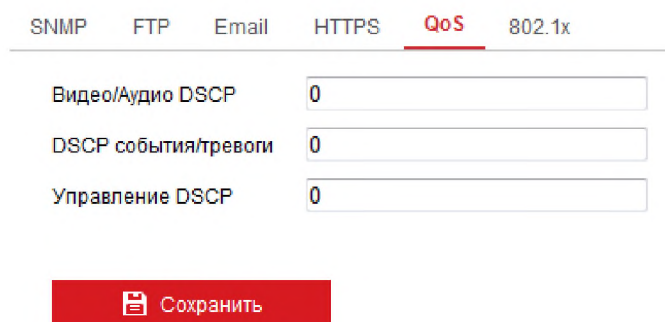 SNMP FTP Email HTTPS QoS 802.1x
Видео/Аудио DSCP 0
DSCP события/тревоги 0
Управление DSCP 0
Сохранить